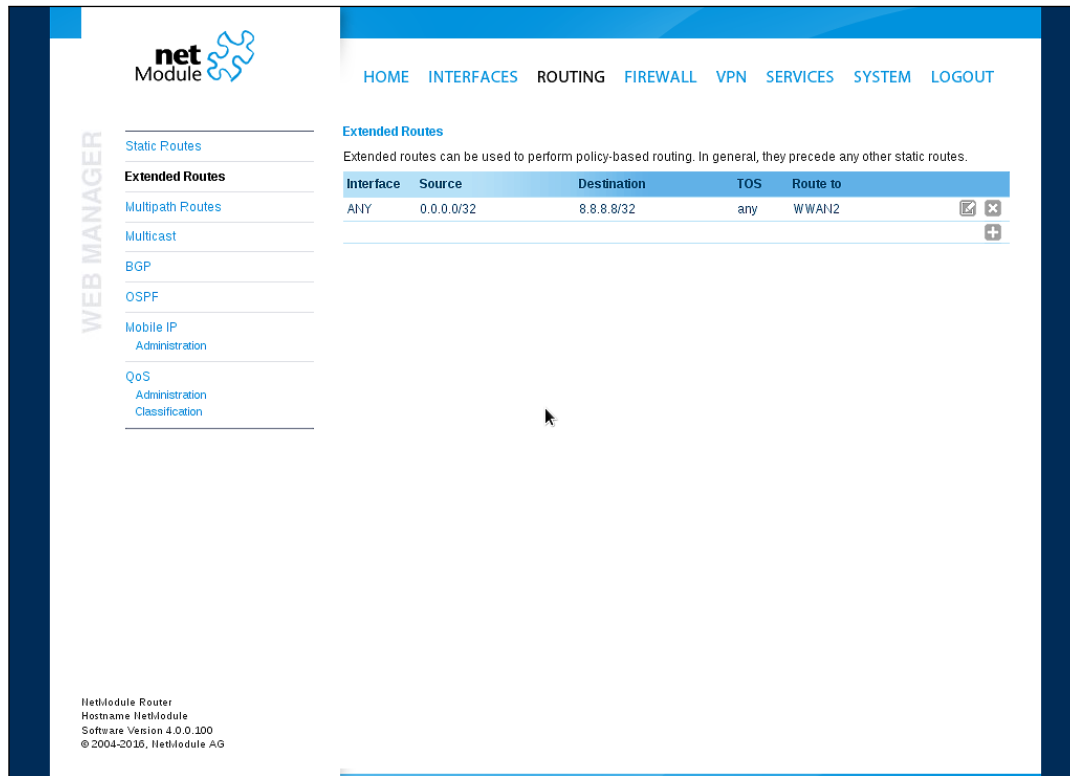 net
Module
HOME INTERFACES ROUTING FIREWALL VPN SERVICES SYSTEM LOGOUT
WEB MANAGER
Static Routes
Extended Routes
Multipath Routes
Multicast
BGP
OSPF
Mobile IP
Administration
QoS
Administration
Classification
Extended Routes
Extended routes can be used to perform policy-based routing. In general, they precede any other static routes.
Interface Source Destination TOS Route to
ANY 0.0.0.0/32 8.8.8.8/32 any WWAN2
NetModule Router
Hostname NetModule
Software Version 4.0.0.100
© 2004-2016, NetModule AG